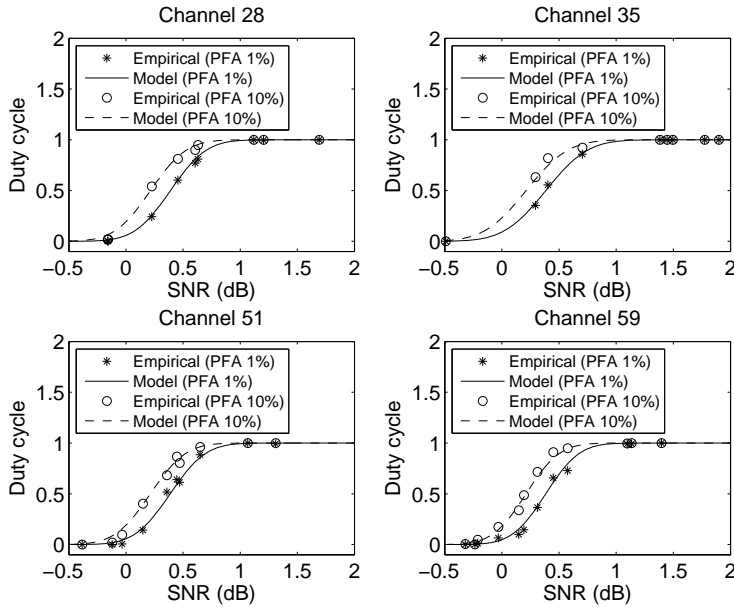 Channel 28
2
1.5
1
0.5
0
Duty cycle
Empirical (PFA 1%)
Model (PFA 1%)
Empirical (PFA 10%)
Model (PFA 10%)
−0.5 0 0.5 1 1.5 2
SNR (dB)
Channel 35
2
1.5
1
0.5
0
Duty cycle
Empirical (PFA 1%)
Model (PFA 1%)
Empirical (PFA 10%)
Model (PFA 10%)
−0.5 0 0.5 1 1.5 2
SNR (dB)
Channel 51
2
1.5
1
0.5
0
Duty cycle
Empirical (PFA 1%)
Model (PFA 1%)
Empirical (PFA 10%)
Model (PFA 10%)
−0.5 0 0.5 1 1.5 2
SNR (dB)
Channel 59
2
1.5
1
0.5
0
Duty cycle
Empirical (PFA 1%)
Model (PFA 1%)
Empirical (PFA 10%)
Model (PFA 10%)
−0.5 0 0.5 1 1.5 2
SNR (dB)